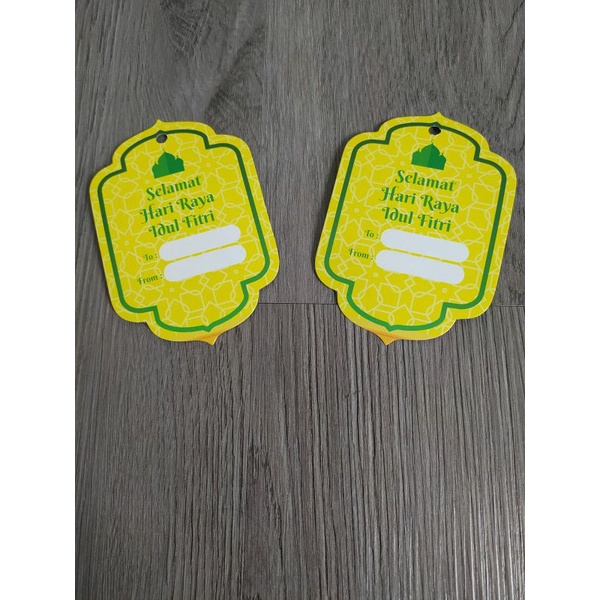 Selamat
Hari Raya
Idul Fitri
To :
From :
Selamat
Hari Raya
Idul Fitri
To :
From :